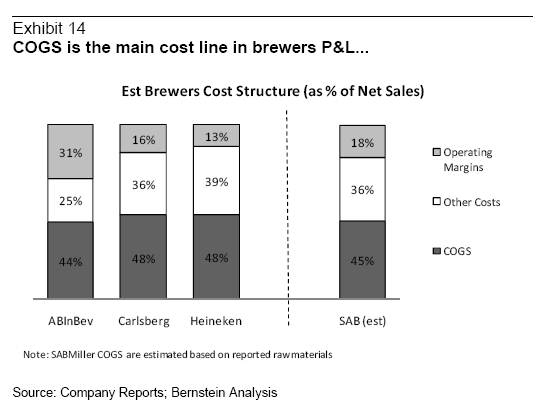 Exhibit 14
COGS is the main cost line in brewers P&L...
Est Brewers Cost Structure (as % of Net Sales)
31% 16% 13% 18%
25% 36% 39% 36%
44% 48% 48% 45%
Operating
Margins
Other Costs
COGS
ABInBev Carlsberg Heineken SAB (est)
Note: SABMiller COGS are estimated based on reported raw materials
Source: Company Reports; Bernstein Analysis